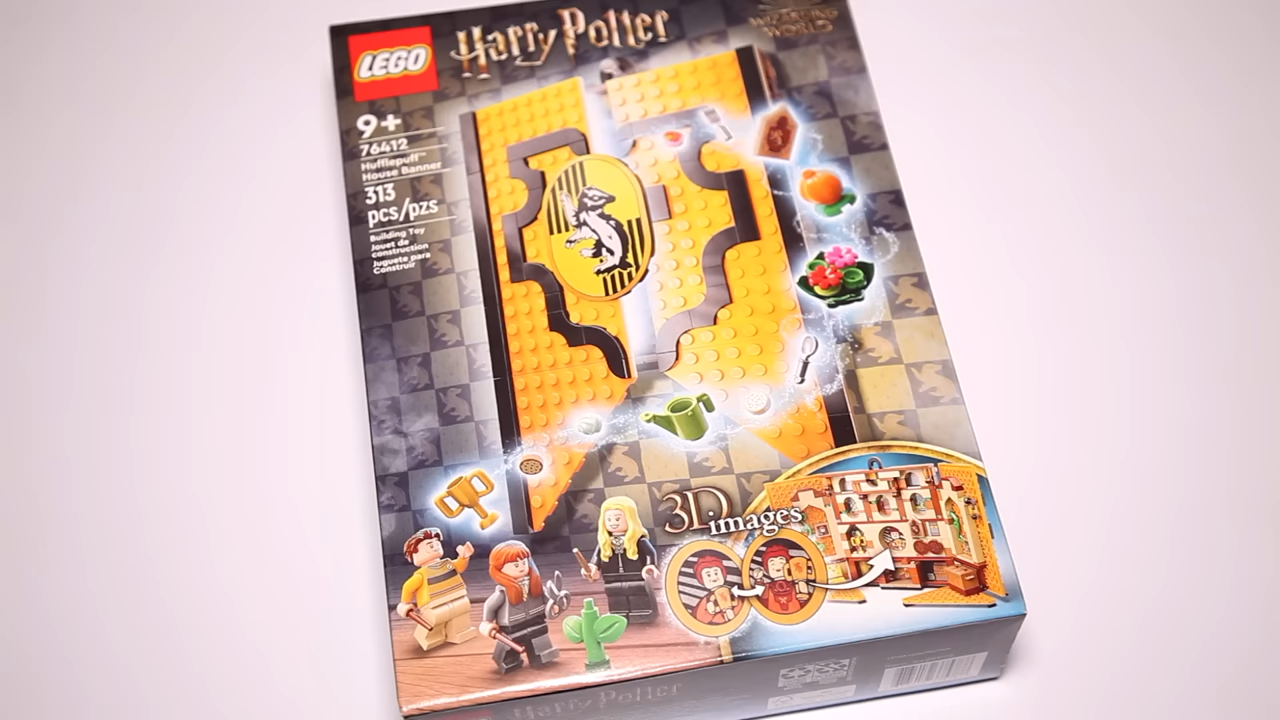 LEGO
Harry Potter
WIZARDING
WORLD
9+
76412
Hufflepuff™
House Banner
313
pcs/pzs
Building Toy
Jouet de
construction
Juguete para
Construir
3D
images
Harry Potter